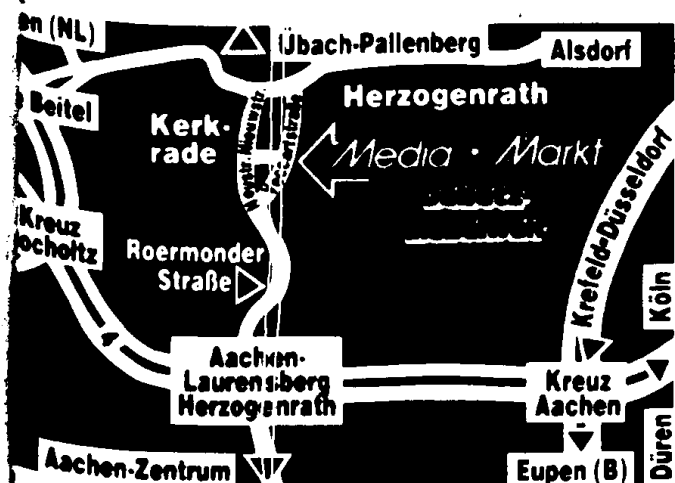 en (NL)
Übach-Pallenberg
Alsdorf
Beitel
Herzogenrath
Kerk-
rade
Media · Markt
Kreuz
ocholtz
Roermonder
Straße
Krefeld-Düsseldorf
Köln
4
Aachen-
Laurensberg
Herzogenrath
Kreuz
Aachen
Düren
Aachen-Zentrum
Eupen (B)